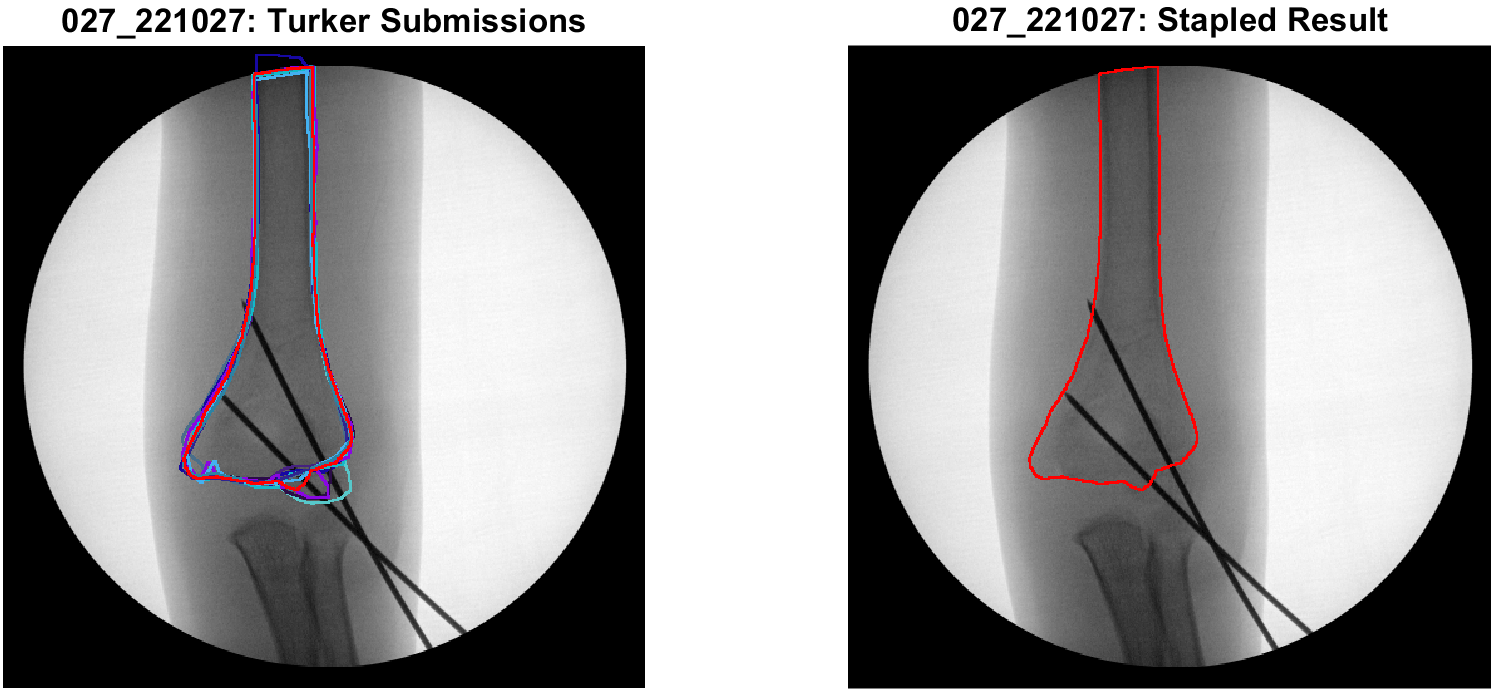 027_221027: Turker Submissions
027_221027: Stapled Result